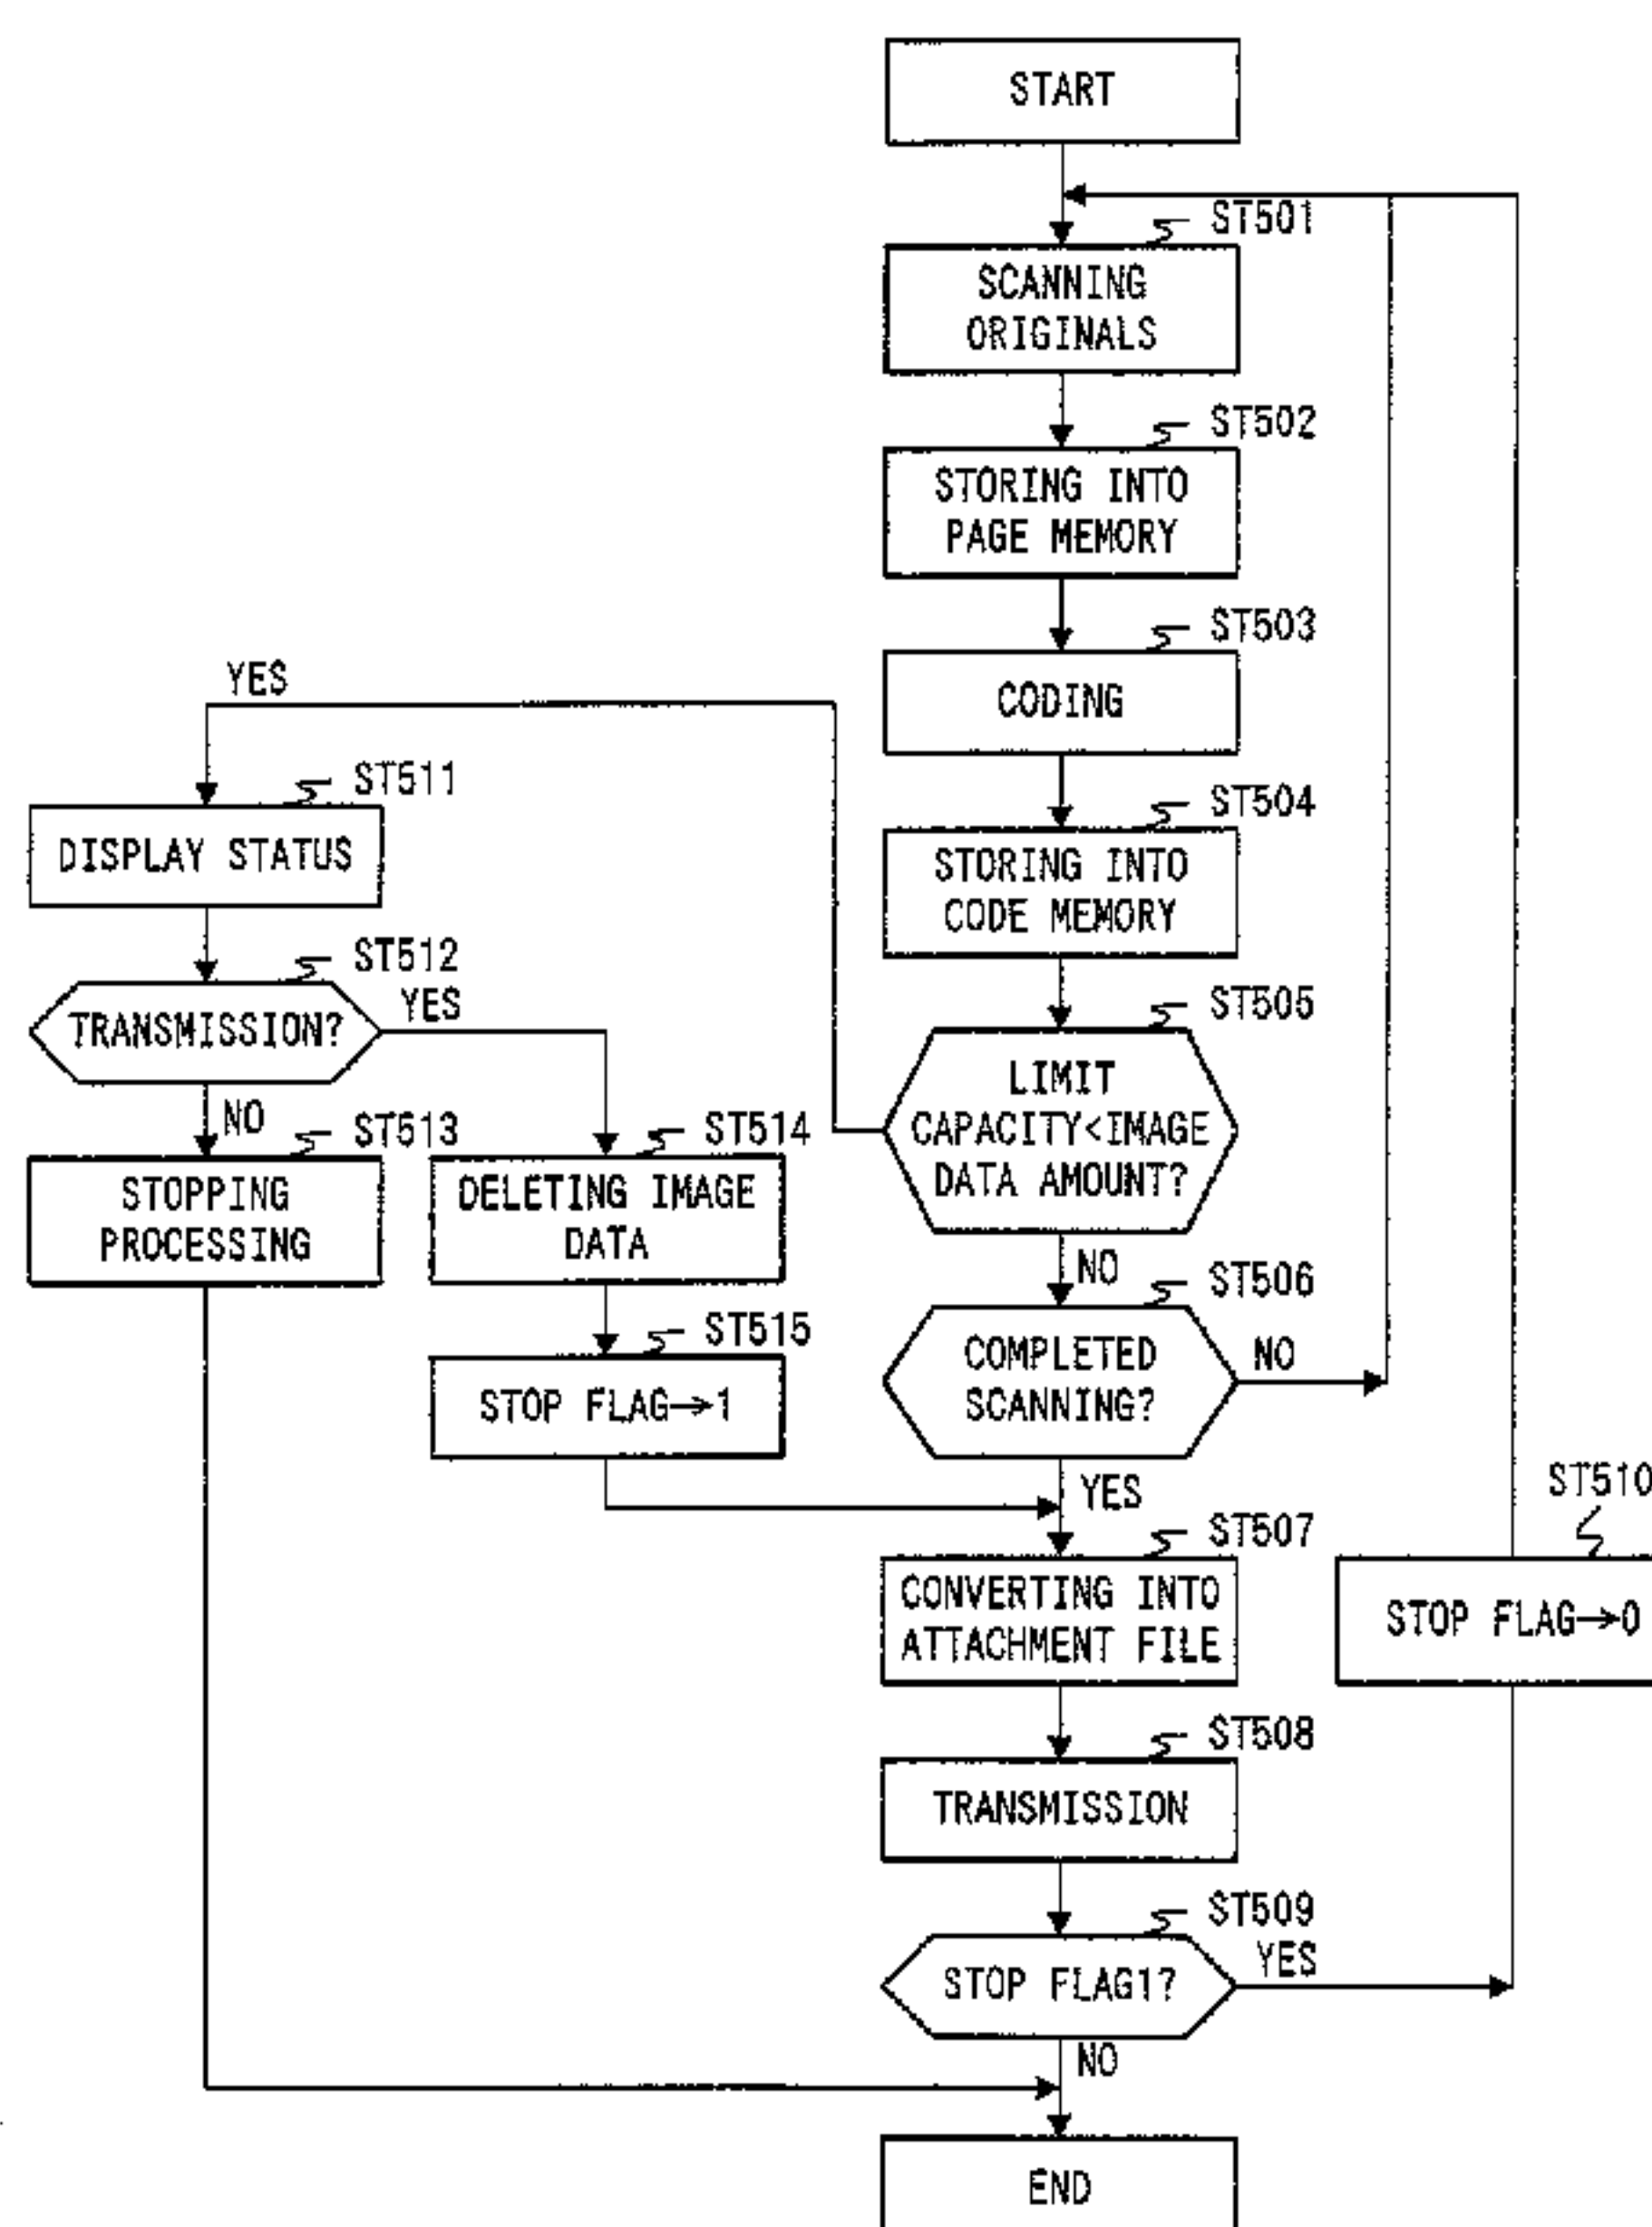 START
ST501
SCANNING
ORIGINALS
ST502
STORING INTO
PAGE MEMORY
ST503
CODING
YES
ST511
DISPLAY STATUS
ST504
STORING INTO
CODE MEMORY
ST512
TRANSMISSION?
YES
ST505
LIMIT
CAPACITY<IMAGE
DATA AMOUNT?
NO
ST513
STOPPING
PROCESSING
ST514
DELETING IMAGE
DATA
NO
ST506
COMPLETED
SCANNING?
NO
ST515
STOP FLAG→1
YES
ST507
CONVERTING INTO
ATTACHMENT FILE
ST510
STOP FLAG→0
ST508
TRANSMISSION
ST509
STOP FLAG1?
YES
NO
END